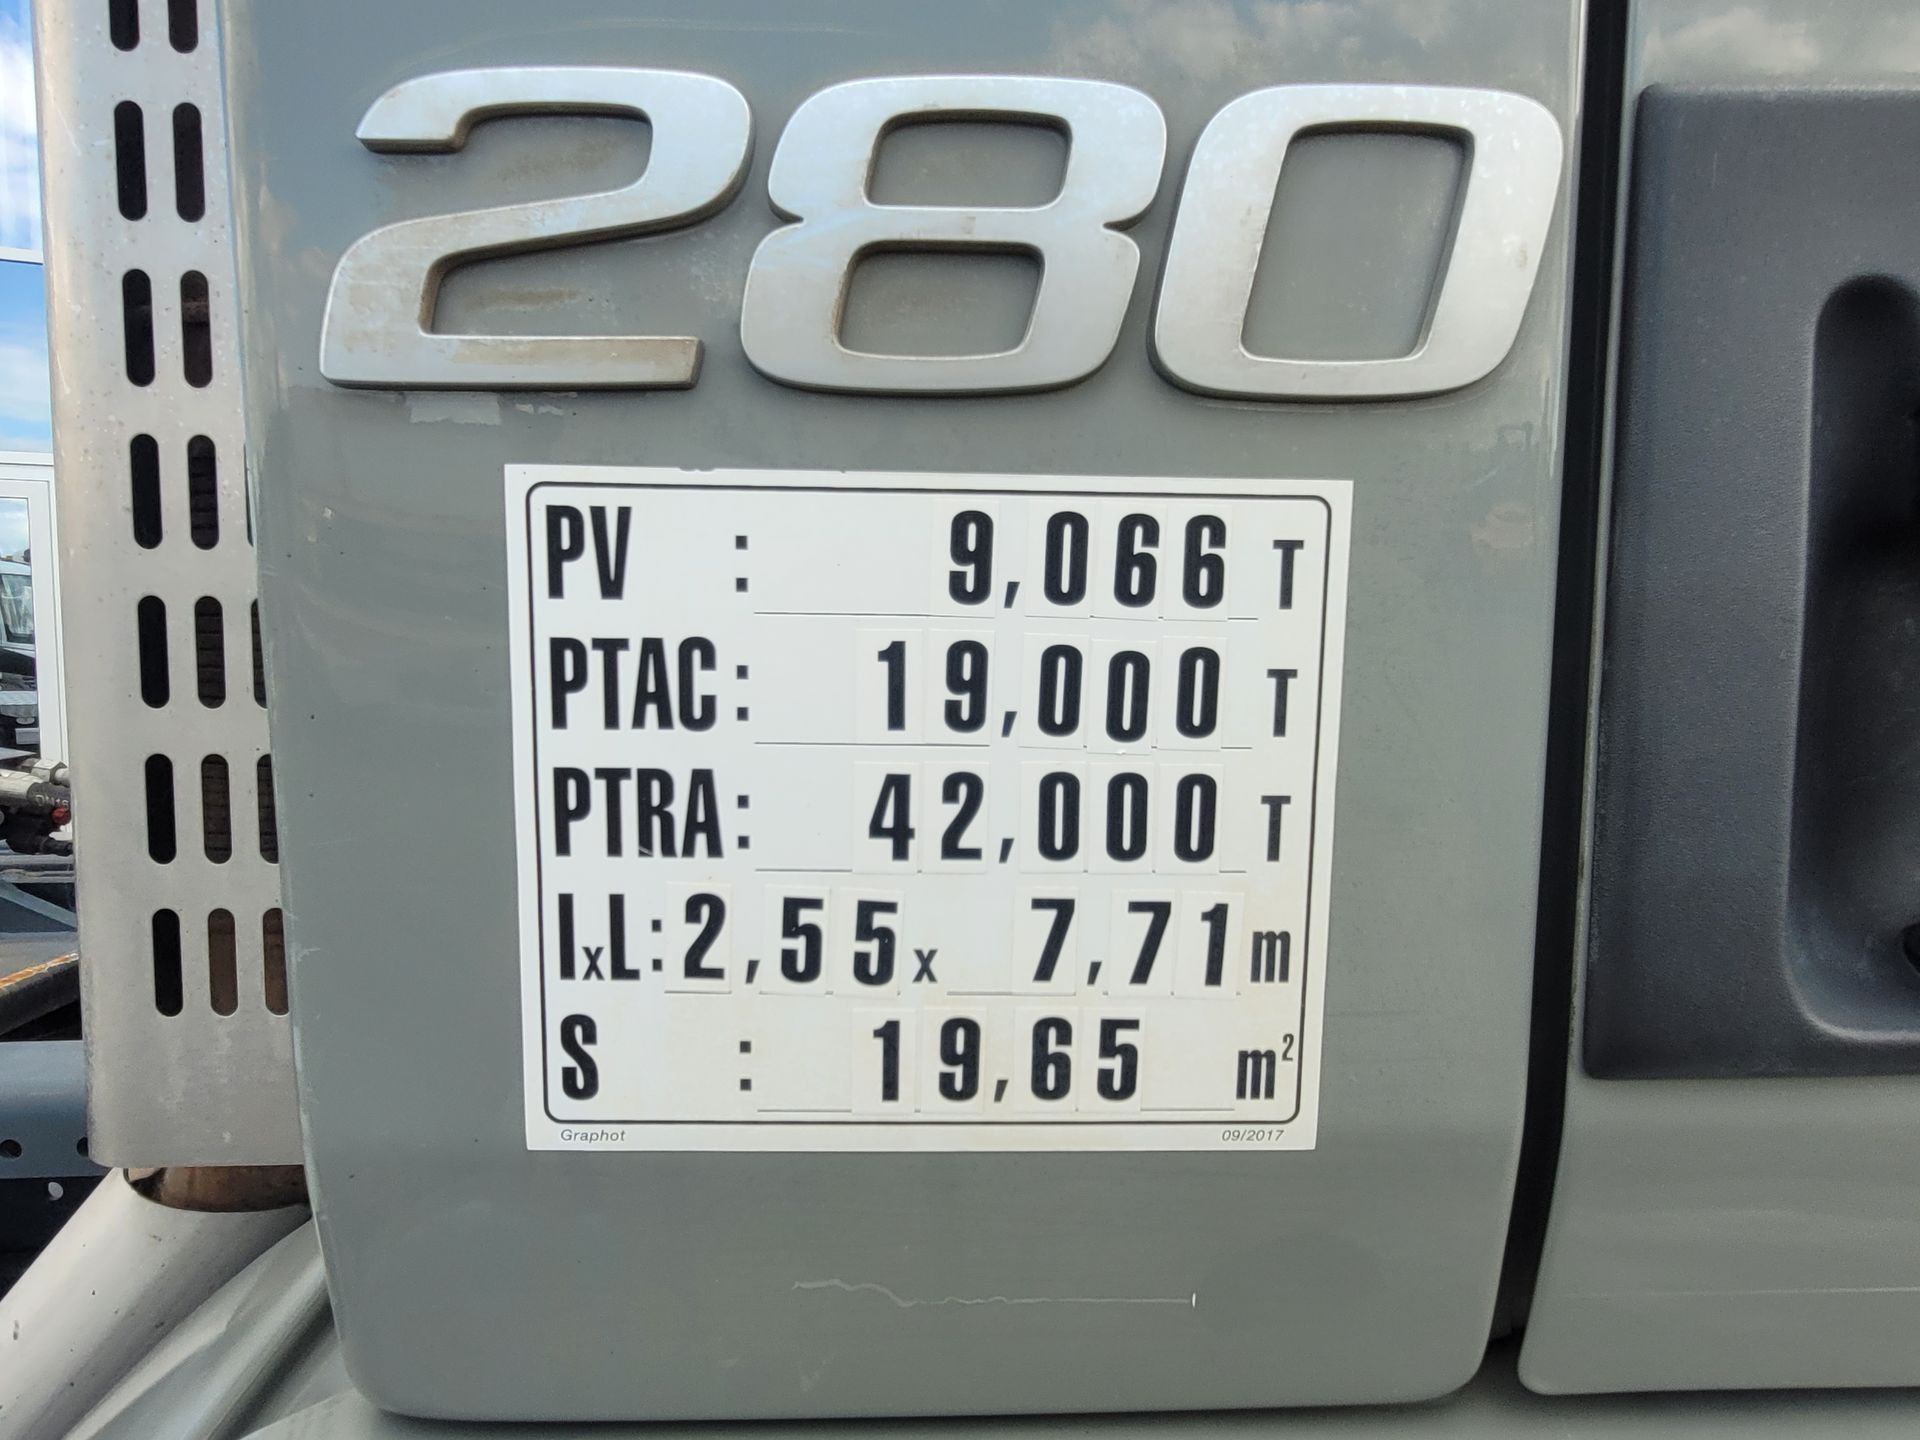 280
PV : 9,066 T
PTAC : 19,000 T
PTRA : 42,000 T
lxL : 2,55 x 7,71 m
S : 19,65 m²
Graphot 09/2017